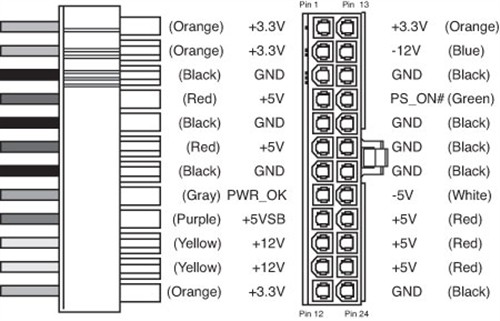 Pin 1 Pin 13
(Orange) +3.3V +3.3V (Orange)
(Orange) +3.3V -12V (Blue)
(Black) GND GND (Black)
(Red) +5V PS_ON# (Green)
(Black) GND GND (Black)
(Red) +5V GND (Black)
(Black) GND GND (Black)
(Gray) PWR_OK -5V (White)
(Purple) +5VSB +5V (Red)
(Yellow) +12V +5V (Red)
(Yellow) +12V +5V (Red)
(Orange) +3.3V GND (Black)
Pin 12 Pin 24